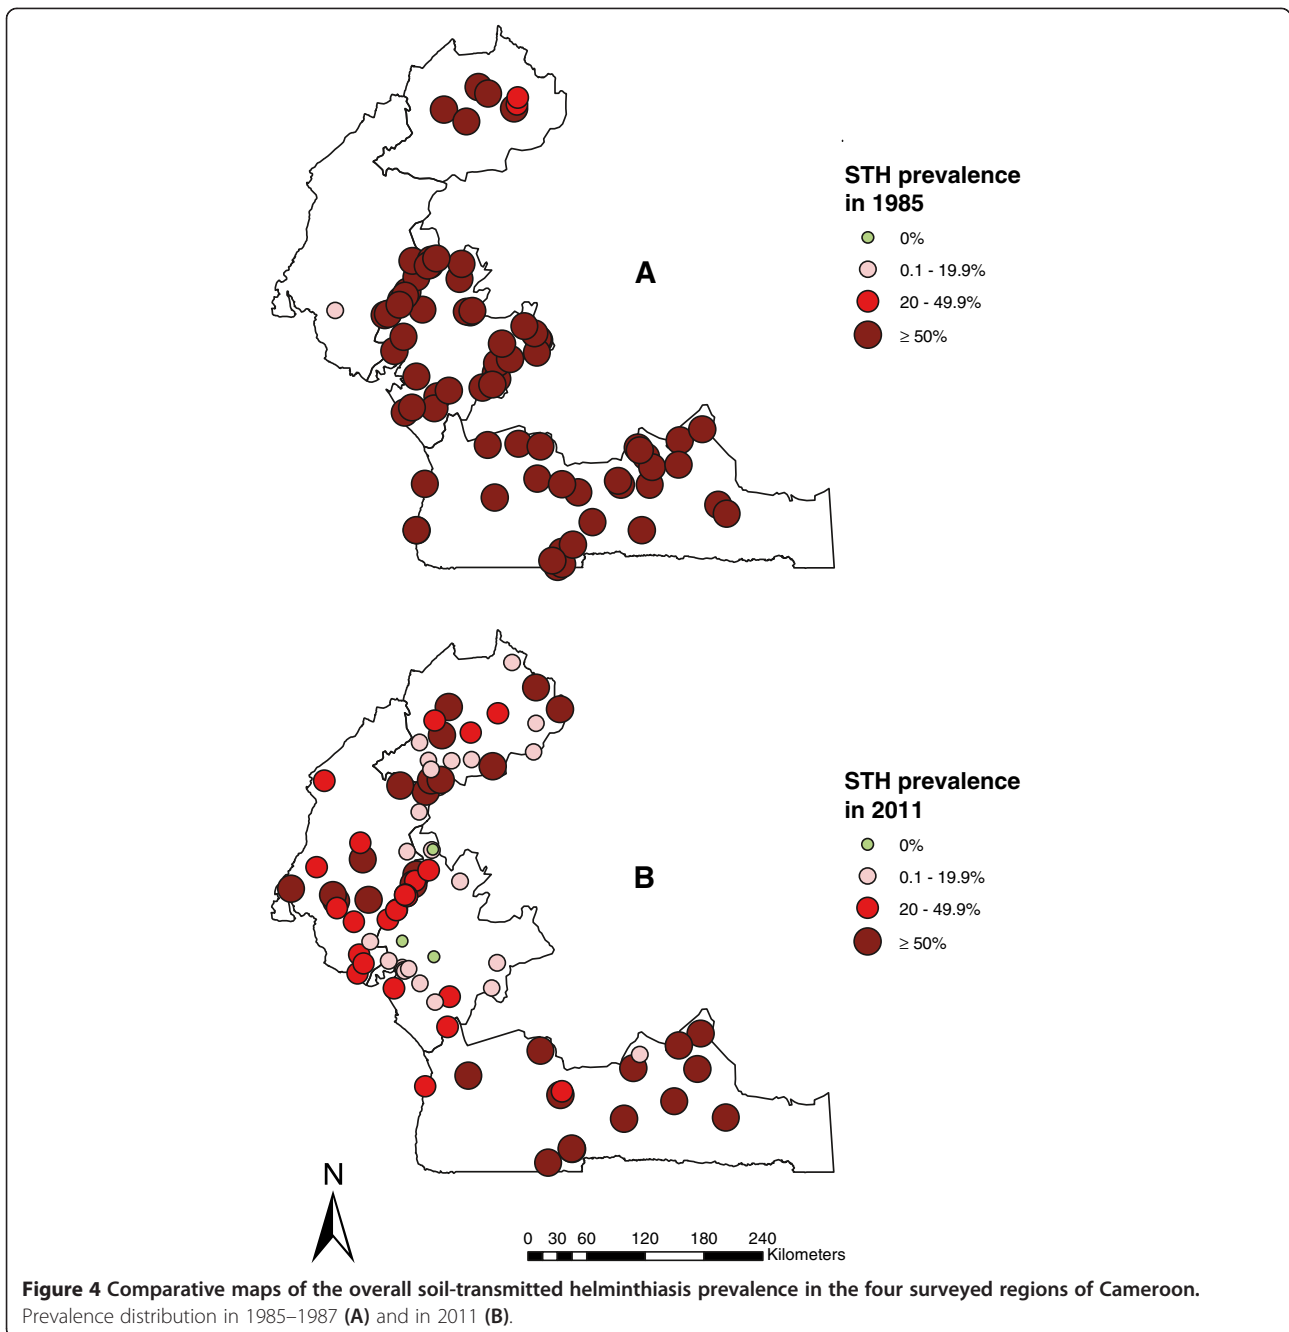 STH prevalence
in 1985
0%
0.1 - 19.9%
20 - 49.9%
≥ 50%
A
STH prevalence
in 2011
0%
0.1 - 19.9%
20 - 49.9%
≥ 50%
B
N
0 30 60 120 180 240
Kilometers
Figure 4 Comparative maps of the overall soil-transmitted helminthiasis prevalence in the four surveyed regions of Cameroon.
Prevalence distribution in 1985–1987 (A) and in 2011 (B).